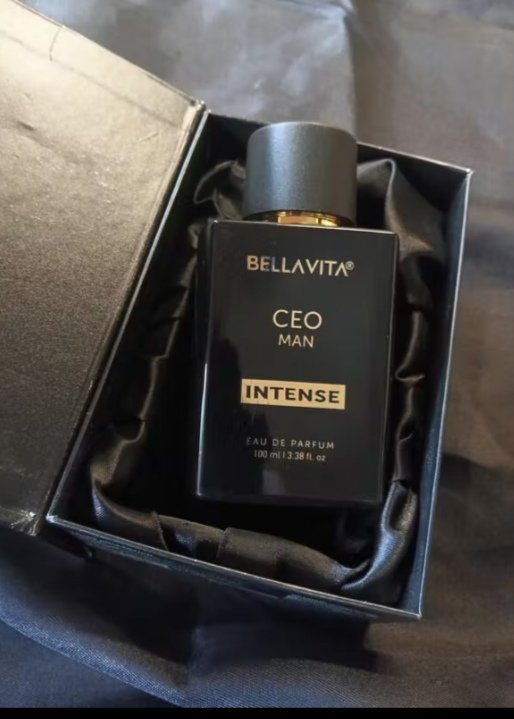 BELLAVITA®
CEO
MAN
INTENSE
EAU DE PARFUM
100 ml | 3.38 fl. oz